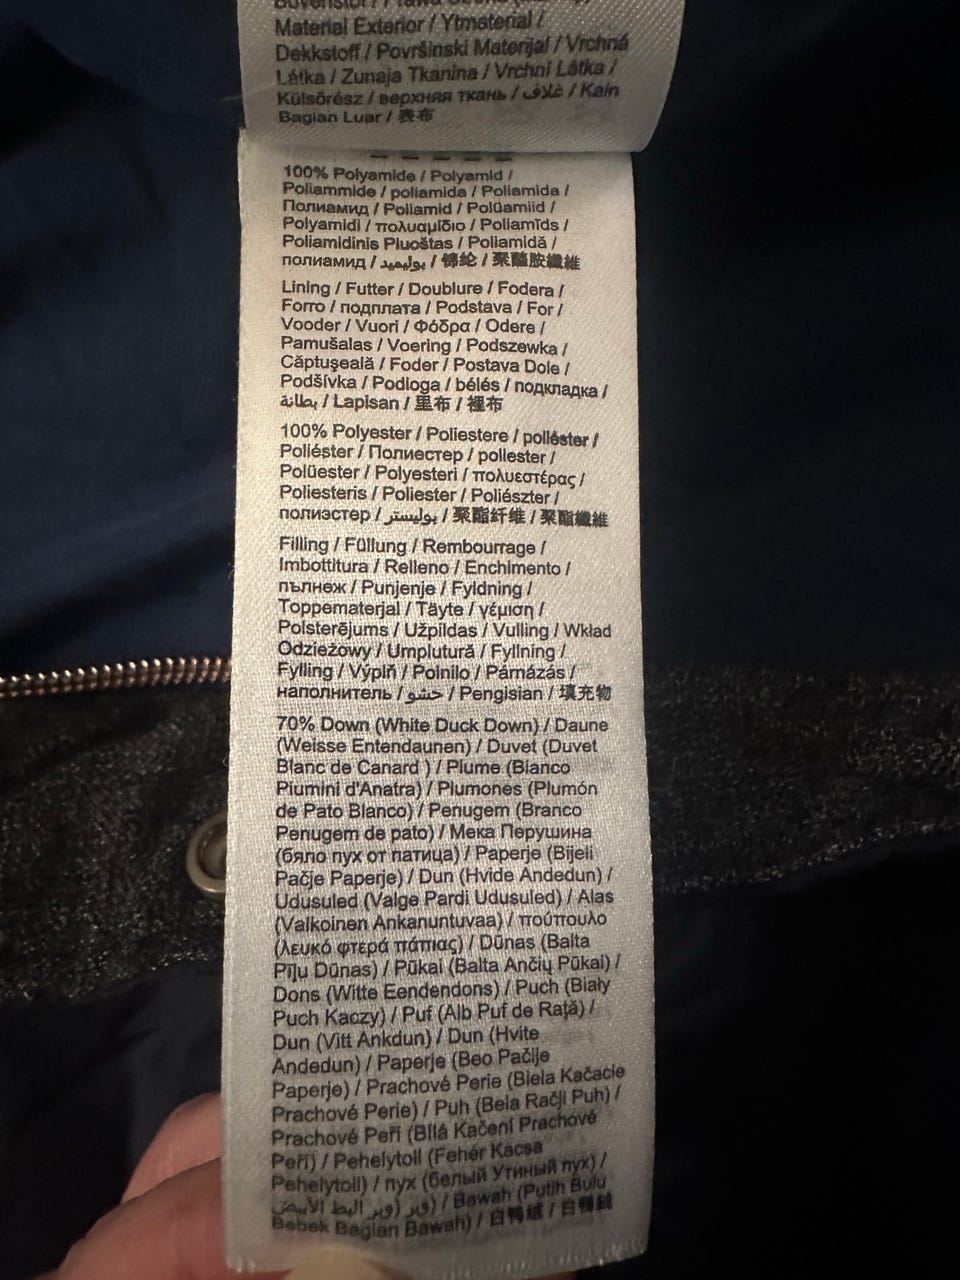 Material Exterior / Ytmaterial /
Dekkstoff / Površinski Materijal / Vrchná
Látka / Zunaja Tkanina / Vrchní Látka /
Külsőrész / верхняя ткань / غلاف / Kain
Bagian Luar / 表布
100% Polyamide / Polyamid /
Poliammide / poliamida / Poliamida /
Полиамид / Poliamid / Polüamiid /
Polyamidi / πολυαμίδιο / Poliamīds /
Poliamidinis Pluoštas / Poliamidă /
полиамид / بوليميد / 锦纶 / 聚醯胺纖維
Lining / Futter / Doublure / Fodera /
Forro / подплата / Podstava / For /
Vooder / Vuori / Φόδρα / Odere /
Pamušalas / Voering / Podszewka /
Căptuşeală / Foder / Postava Dole /
Podšívka / Podloga / bélés / подкладка /
بطانة / Lapisan / 里布 / 裡布
100% Polyester / Poliestere / poliéster /
Poliéster / Полиестер / poliester /
Polüester / Polyesteri / πολυεστέρας /
Poliesteris / Poliester / Poliészter /
полиэстер / بوليستر / 聚酯纤维 / 聚酯纖維
Filling / Füllung / Rembourrage /
Imbottitura / Relleno / Enchimento /
пълнеж / Punjenje / Fyldning /
Toppematerjal / Täyte / γέμιση /
Polsterējums / Užpildas / Vulling / Wkład
Odzieżowy / Umplutură / Fyllning /
Fylling / Výplň / Polnilo / Párnázás /
наполнитель / حشو / Pengisian / 填充物
70% Down (White Duck Down) / Daune
(Weisse Entendaunen) / Duvet (Duvet
Blanc de Canard ) / Plume (Bianco
Piumini d'Anatra) / Plumones (Plumón
de Pato Blanco) / Penugem (Branco
Penugem de pato) / Мека Перушина
(бяло пух от патица) / Paperje (Bijeli
Pačje Paperje) / Dun (Hvide Andedun) /
Udusuled (Valge Pardi Udusuled) / Alas
(Valkoinen Ankanuntuvaa) / πούπουλο
(λευκό φτερά πάπιας) / Dūnas (Balta
Pīļu Dūnas) / Pūkai (Balta Ančių Pūkai) /
Dons (Witte Eendendons) / Puch (Biały
Puch Kaczy) / Puf (Alb Puf de Raţă) /
Dun (Vitt Ankdun) / Dun (Hvite
Andedun) / Paperje (Beo Pačije
Paperje) / Prachové Perie (Biela Kačacie
Prachové Perie) / Puh (Bela Račji Puh) /
Prachové Peří (Bílá Kačení Prachové
Peří) / Pehelytoll (Fehér Kacsa
Pehelytoll) / пух (белый Утиный пух) /
وبر (وبر البط الأبيض) / Bawah (Putih Bulu
Bebek Bagian Bawah) / 白鸭绒 / 白鴨絨